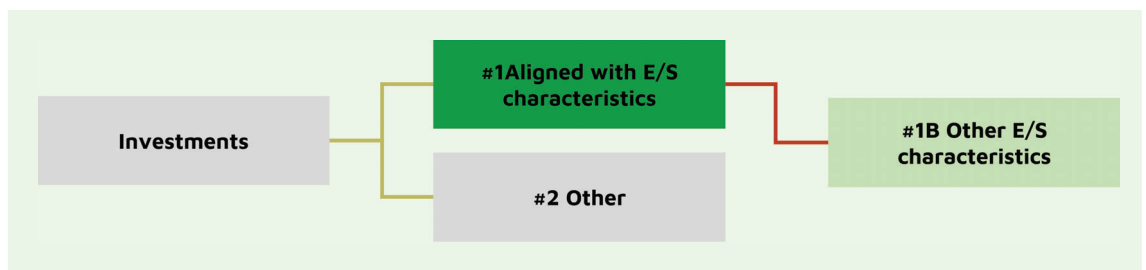 Investments
#1Aligned with E/S
characteristics
#2 Other
#1B Other E/S
characteristics